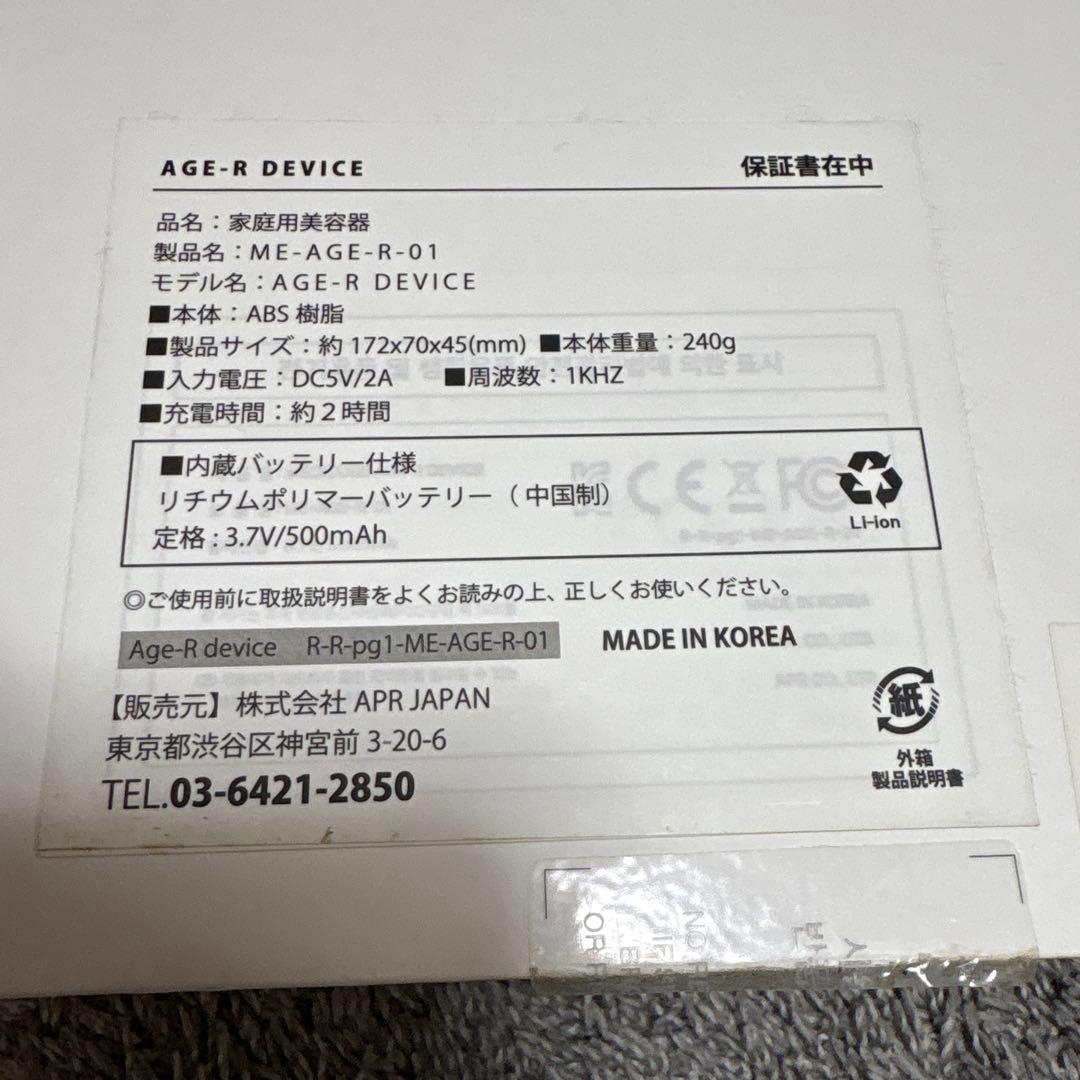 AGE-R DEVICE 保証書在中
品名：家庭用美容器
製品名：ME-AGE-R-01
モデル名：AGE-R DEVICE
■本体：ABS 樹脂
■製品サイズ：約 172x70x45(mm) ■本体重量：240g
■入力電圧：DC5V/2A ■周波数：1KHZ
■充電時間：約２時間
■内蔵バッテリー仕様
リチウムポリマーバッテリー（中国制）
定格：3.7V/500mAh
Li-ion
◎ご使用前に取扱説明書をよくお読みの上、正しくお使いください。
Age-R device R-R-pg1-ME-AGE-R-01 MADE IN KOREA
【販売元】株式会社 APR JAPAN
東京都渋谷区神宮前 3-20-6
TEL.03-6421-2850
紙
外箱
製品説明書